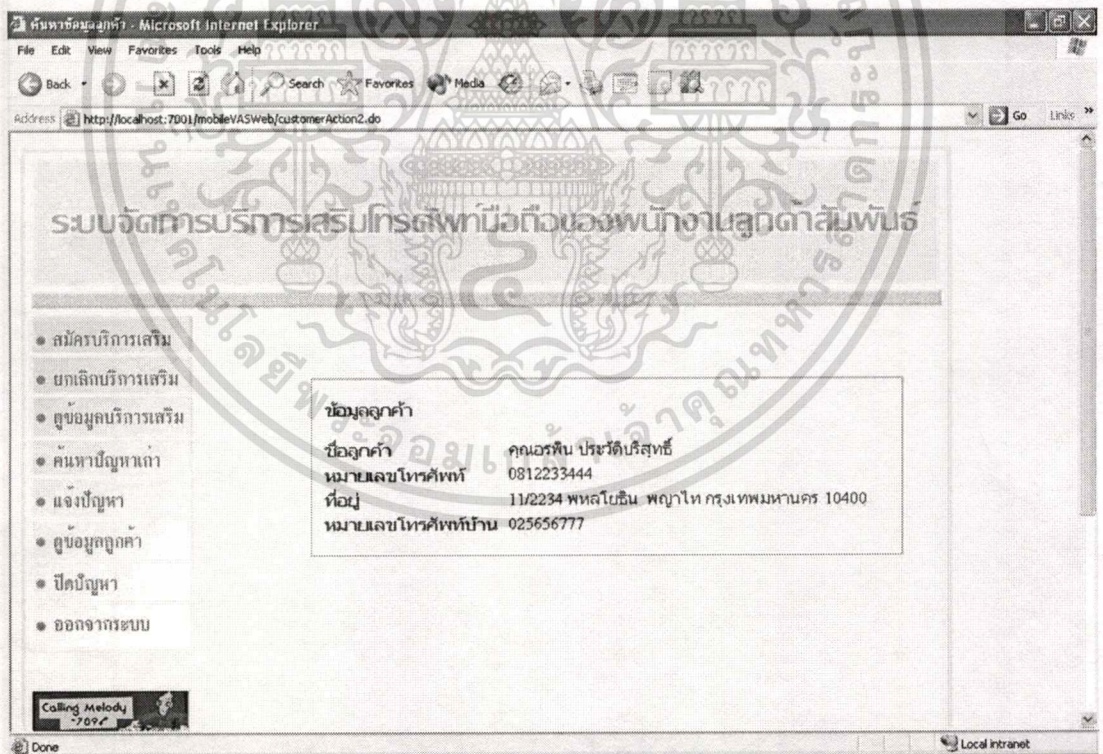 ค้นหาข้อมูลลูกค้า - Microsoft Internet Explorer
File Edit View Favorites Tools Help
Back Search Favorites Media
Address http://localhost:7001/mobileVASWeb/customerAction2.do Go Links
ระบบจัดการบริการเสริมโทรศัพท์มือถือของพนักงานลูกค้าสัมพันธ์
สมัครบริการเสริม
ยกเลิกบริการเสริม
ดูข้อมูลบริการเสริม
ค้นหาปัญหาเก่า
แจ้งปัญหา
ดูข้อมูลลูกค้า
ปิดปัญหา
ออกจากระบบ
ข้อมูลลูกค้า
ชื่อลูกค้า คุณอรพิน ประวัติบริสุทธิ์
หมายเลขโทรศัพท์ 0812233444
ที่อยู่ 11/2234 พหลโยธิน พญาไท กรุงเทพมหานคร 10400
หมายเลขโทรศัพท์บ้าน 025656777
Calling Melody
Done Local intranet